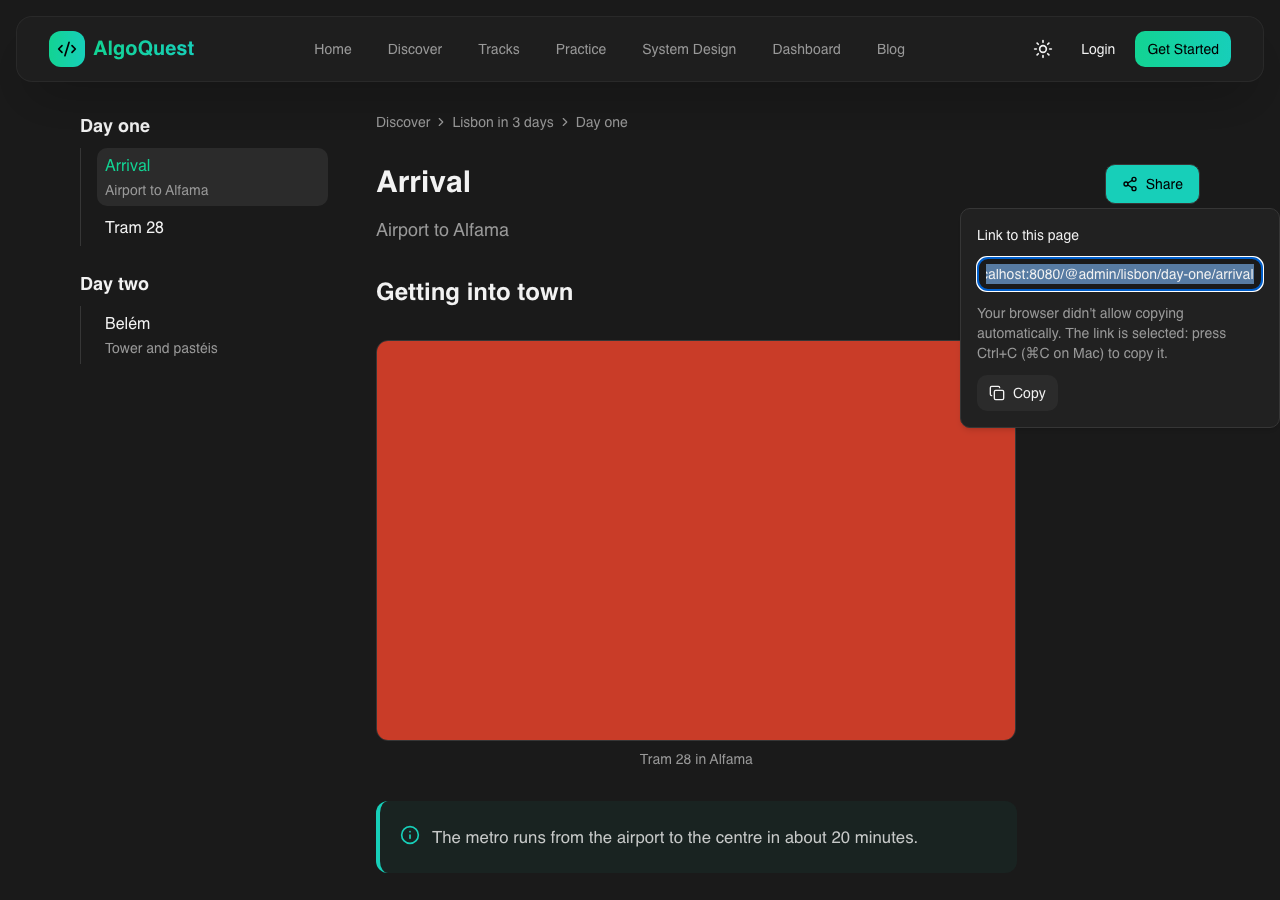 AlgoQuest
Home
Discover
Tracks
Practice
System Design
Dashboard
Blog
Login
Get Started
Day one
Arrival
Airport to Alfama
Tram 28
Day two
Belém
Tower and pastéis
Discover > Lisbon in 3 days > Day one
Arrival
Airport to Alfama
Share
Link to this page
alhost:8080/@admin/lisbon/day-one/arrival
Your browser didn't allow copying
automatically. The link is selected: press
Ctrl+C (⌘C on Mac) to copy it.
Copy
Getting into town
Tram 28 in Alfama
The metro runs from the airport to the centre in about 20 minutes.